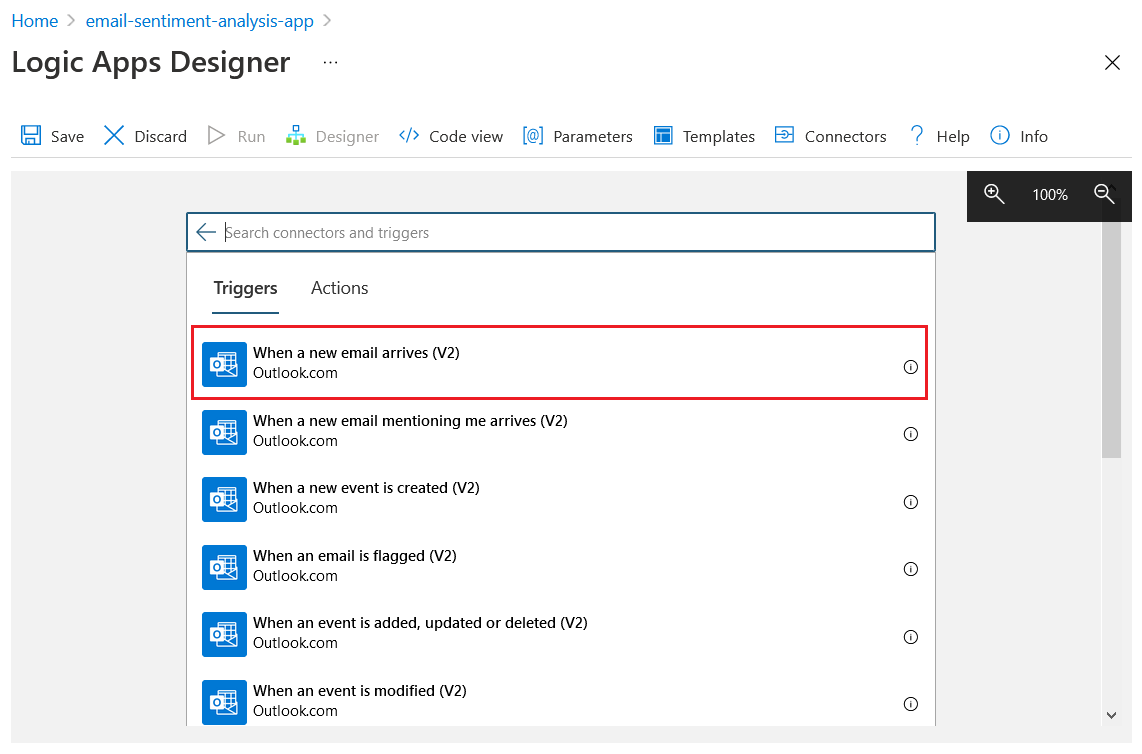 Home > email-sentiment-analysis-app >
Logic Apps Designer ...
Save Discard Run Designer Code view Parameters Templates Connectors Help Info
100%
Search connectors and triggers
Triggers Actions
When a new email arrives (V2)
Outlook.com
When a new email mentioning me arrives (V2)
Outlook.com
When a new event is created (V2)
Outlook.com
When an email is flagged (V2)
Outlook.com
When an event is added, updated or deleted (V2)
Outlook.com
When an event is modified (V2)
Outlook.com